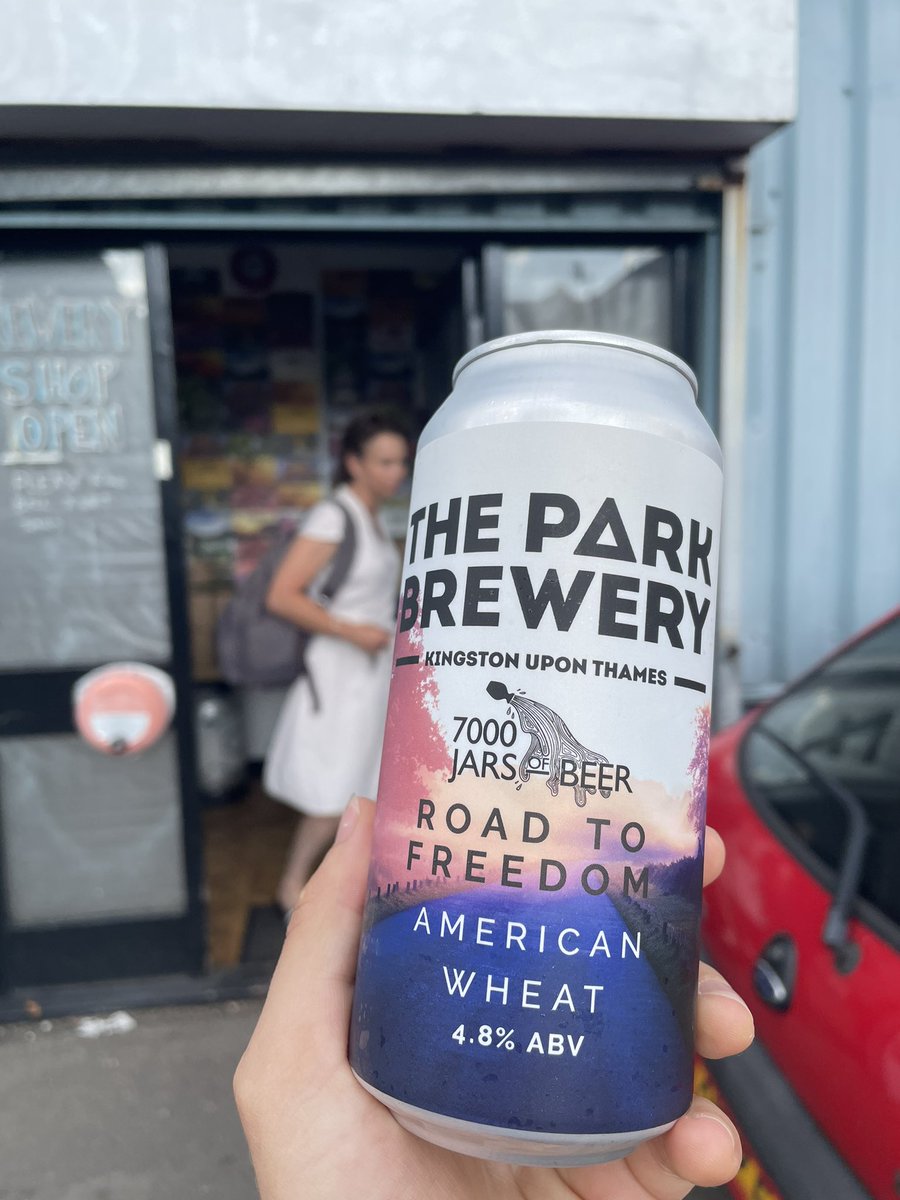 EWERY
SHOP
OPEN
THE PARK
BREWERY
KINGSTON UPON THAMES
7000
JARS OF BEER
ROAD TO
FREEDOM
AMERICAN
WHEAT
4.8% ABV